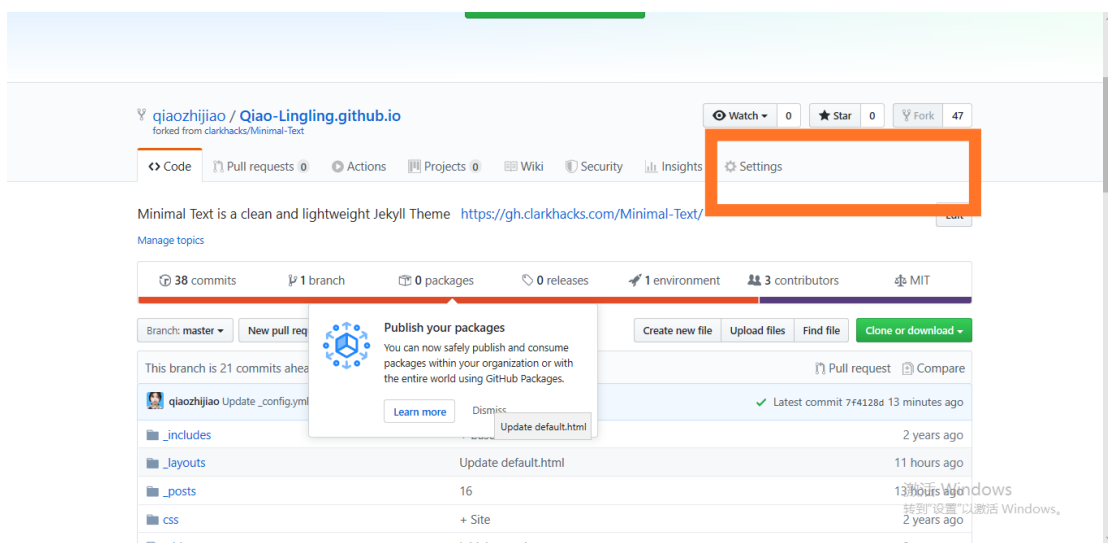 qiaozhijiao / Qiao-Lingling.github.io
Watch 0 Star 0 Fork 47
forked from clarkhacks/Minimal-Text
Code Pull requests 0 Actions Projects 0 Wiki Security Insights Settings
Minimal Text is a clean and lightweight Jekyll Theme https://gh.clarkhacks.com/Minimal-Text/
Manage topics
38 commits 1 branch 0 packages 0 releases 1 environment 3 contributors MIT
Branch: master New pull req Create new file Upload files Find file Clone or download
Publish your packages
You can now safely publish and consume
packages within your organization or with
the entire world using GitHub Packages.
Learn more Dismiss
Update default.html
This branch is 21 commits ahea Pull request Compare
qiaozhijiao Update _config.yml Latest commit 7f4128d 13 minutes ago
_includes 2 years ago
_layouts Update default.html 11 hours ago
_posts 16 13 hours ago
css + Site 2 years ago
激活 Windows
转到"设置"以激活 Windows。